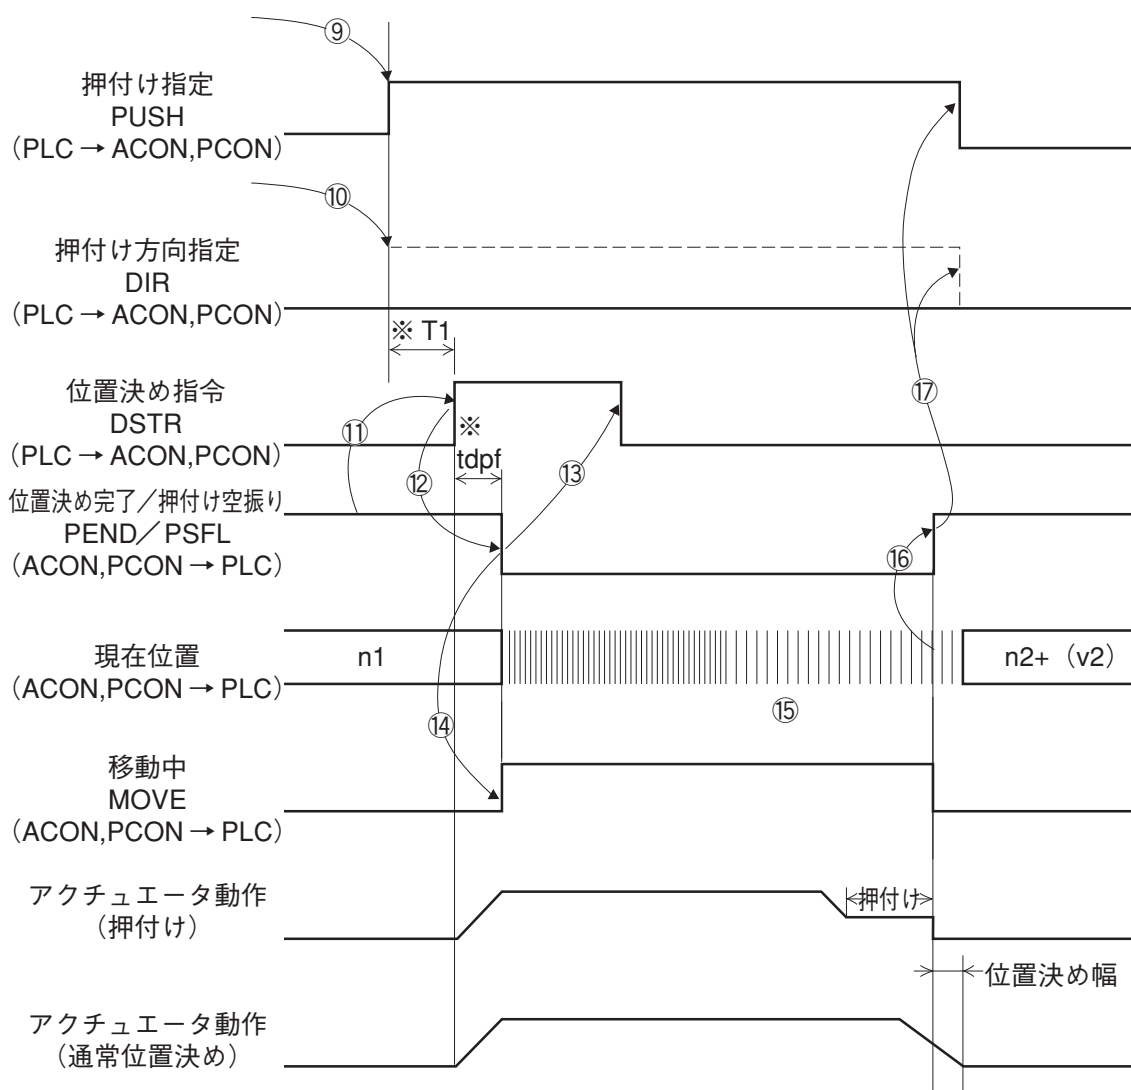 ⑨
押付け指定
PUSH
（PLC → ACON,PCON）
⑩
押付け方向指定
DIR
（PLC → ACON,PCON）
※ T1
位置決め指令
DSTR
（PLC → ACON,PCON）
⑪
※
tdpf
⑫
⑬
⑰
位置決め完了／押付け空振り
PEND／PSFL
（ACON,PCON → PLC）
⑯
現在位置
（ACON,PCON → PLC）
n1
n2+（v2）
⑭
⑮
移動中
MOVE
（ACON,PCON → PLC）
アクチュエータ動作
（押付け）
押付け
位置決め幅
アクチュエータ動作
（通常位置決め）